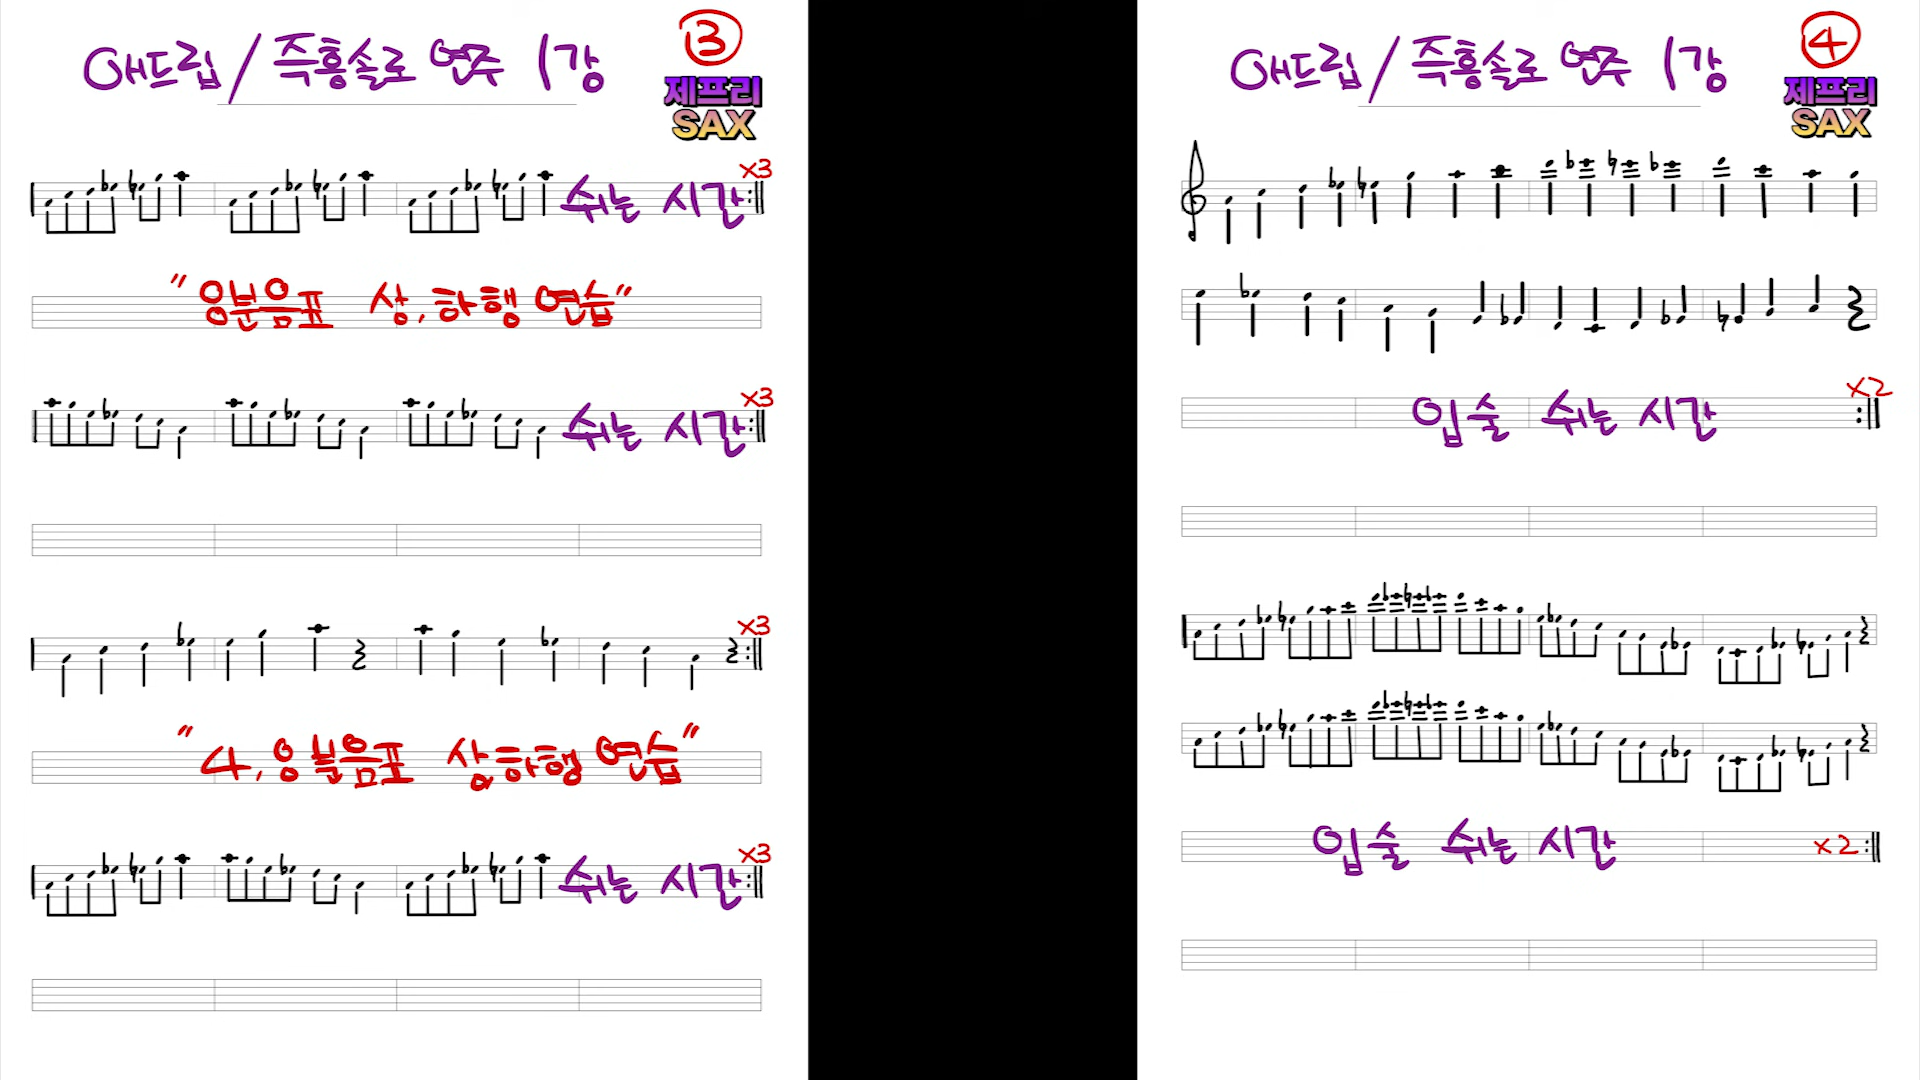 애드립/즉흥솔로 연주 1강
③
제프리
SAX
x3
쉬는 시간
"8분음표 상,하행 연습"
x3
쉬는 시간
x3
"4,8분음표 상,하행 연습"
x3
쉬는 시간
애드립/즉흥솔로 연주 1강
④
제프리
SAX
x2
입술 쉬는 시간
입술 쉬는 시간 x2